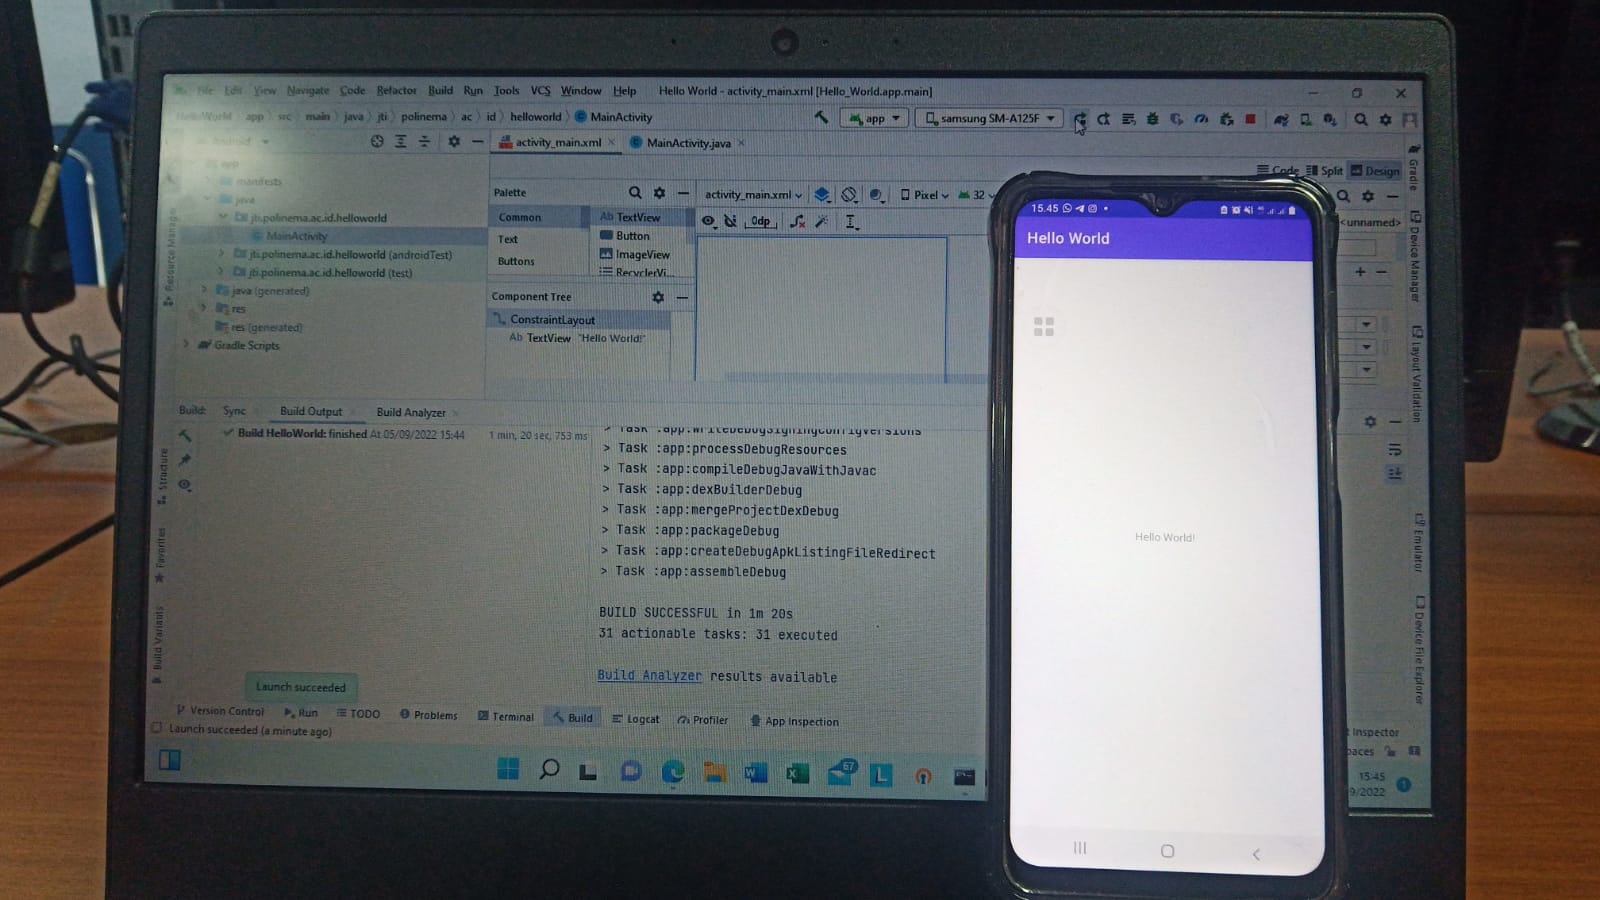 File Edit View Navigate Code Refactor Build Run Tools VCS Window Help Hello World - activity_main.xml [Hello_World.app.main]
HelloWorld app src main java jti polinema ac id helloworld MainActivity app samsung SM-A125F
Android activity_main.xml MainActivity.java
Code Split Design
app
manifests
java
jti.polinema.ac.id.helloworld
MainActivity
jti.polinema.ac.id.helloworld (androidTest)
jti.polinema.ac.id.helloworld (test)
java (generated)
res
res (generated)
Gradle Scripts
Palette
Common
Text
Buttons
Ab TextView
Button
ImageView
RecyclerVi...
activity_main.xml Pixel 32
0dp
<unnamed>
Component Tree
ConstraintLayout
Ab TextView "Hello World!"
Build: Sync Build Output Build Analyzer
Build HelloWorld: finished At 05/09/2022 15:44 1 min, 20 sec, 753 ms
> Task :app:writeDebugSigningConfigVersions
> Task :app:processDebugResources
> Task :app:compileDebugJavaWithJavac
> Task :app:dexBuilderDebug
> Task :app:mergeProjectDexDebug
> Task :app:packageDebug
> Task :app:createDebugApkListingFileRedirect
> Task :app:assembleDebug
BUILD SUCCESSFUL in 1m 20s
31 actionable tasks: 31 executed
Build Analyzer results available
Launch succeeded
Version Control Run TODO Problems Terminal Build Logcat Profiler App Inspection
t Inspector
Launch succeeded (a minute ago)
paces
67
15:45
9/2022
1
Resource Manager
Structure
Favorites
Build Variants
Gradle
Device Manager
Layout Validation
Emulator
Device File Explorer
15.45
Hello World
Hello World!